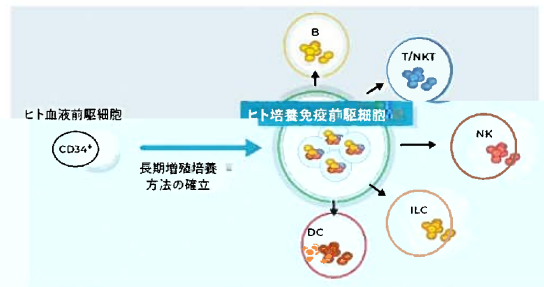 B
T/NKT
ヒト血液前駆細胞
ヒト培養免疫前駆細胞
CD34+
NK
長期増殖培養
方法の確立
ILC
DC